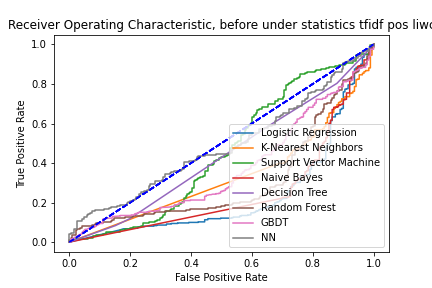 Receiver Operating Characteristic, before under statistics tfidf pos liwc
True Positive Rate
1.0
0.8
0.6
0.4
0.2
0.0
Logistic Regression
K-Nearest Neighbors
Support Vector Machine
Naive Bayes
Decision Tree
Random Forest
GBDT
NN
0.0 0.2 0.4 0.6 0.8 1.0
False Positive Rate